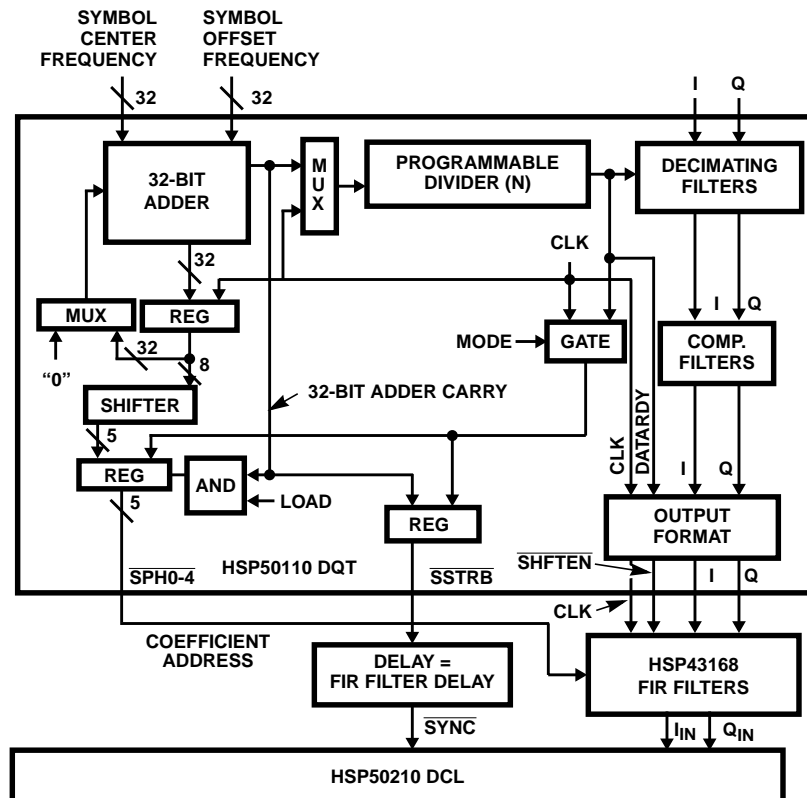 SYMBOL
CENTER
FREQUENCY
SYMBOL
OFFSET
FREQUENCY
32
32
I
Q
32-BIT
ADDER
MUX
PROGRAMMABLE
DIVIDER (N)
DECIMATING
FILTERS
32
CLK
MUX
REG
I
Q
MODE
GATE
COMP.
FILTERS
"0"
32
8
SHIFTER
32-BIT ADDER CARRY
5
CLK
DATARDY
I
Q
REG
AND
LOAD
5
REG
OUTPUT
FORMAT
SPH0-4
HSP50110 DQT
SSTRB
SHFTEN
I
Q
CLK
COEFFICIENT
ADDRESS
DELAY =
FIR FILTER DELAY
HSP43168
FIR FILTERS
SYNC
IIN
QIN
HSP50210 DCL